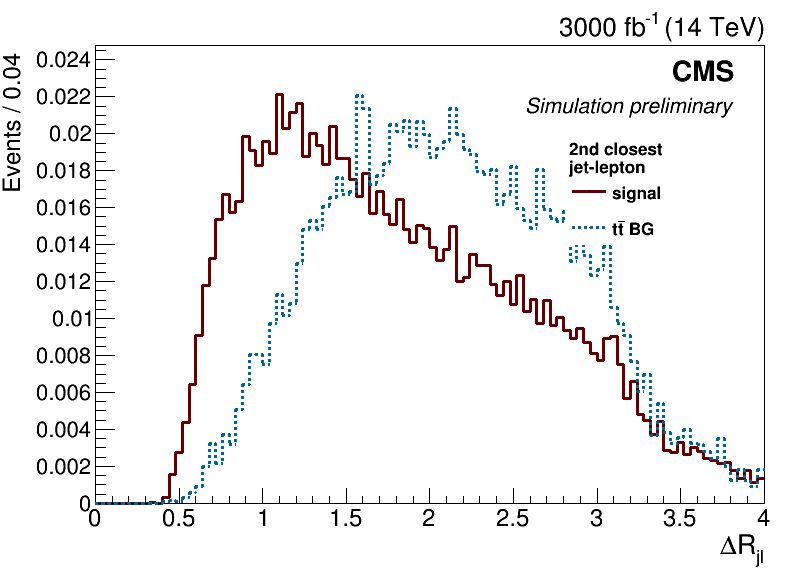 3000 fb-1 (14 TeV)
Events / 0.04
CMS
Simulation preliminary
2nd closest
jet-lepton
signal
tt̄ BG
0.024
0.022
0.02
0.018
0.016
0.014
0.012
0.01
0.008
0.006
0.004
0.002
0
0 0.5 1 1.5 2 2.5 3 3.5 4
ΔRjl